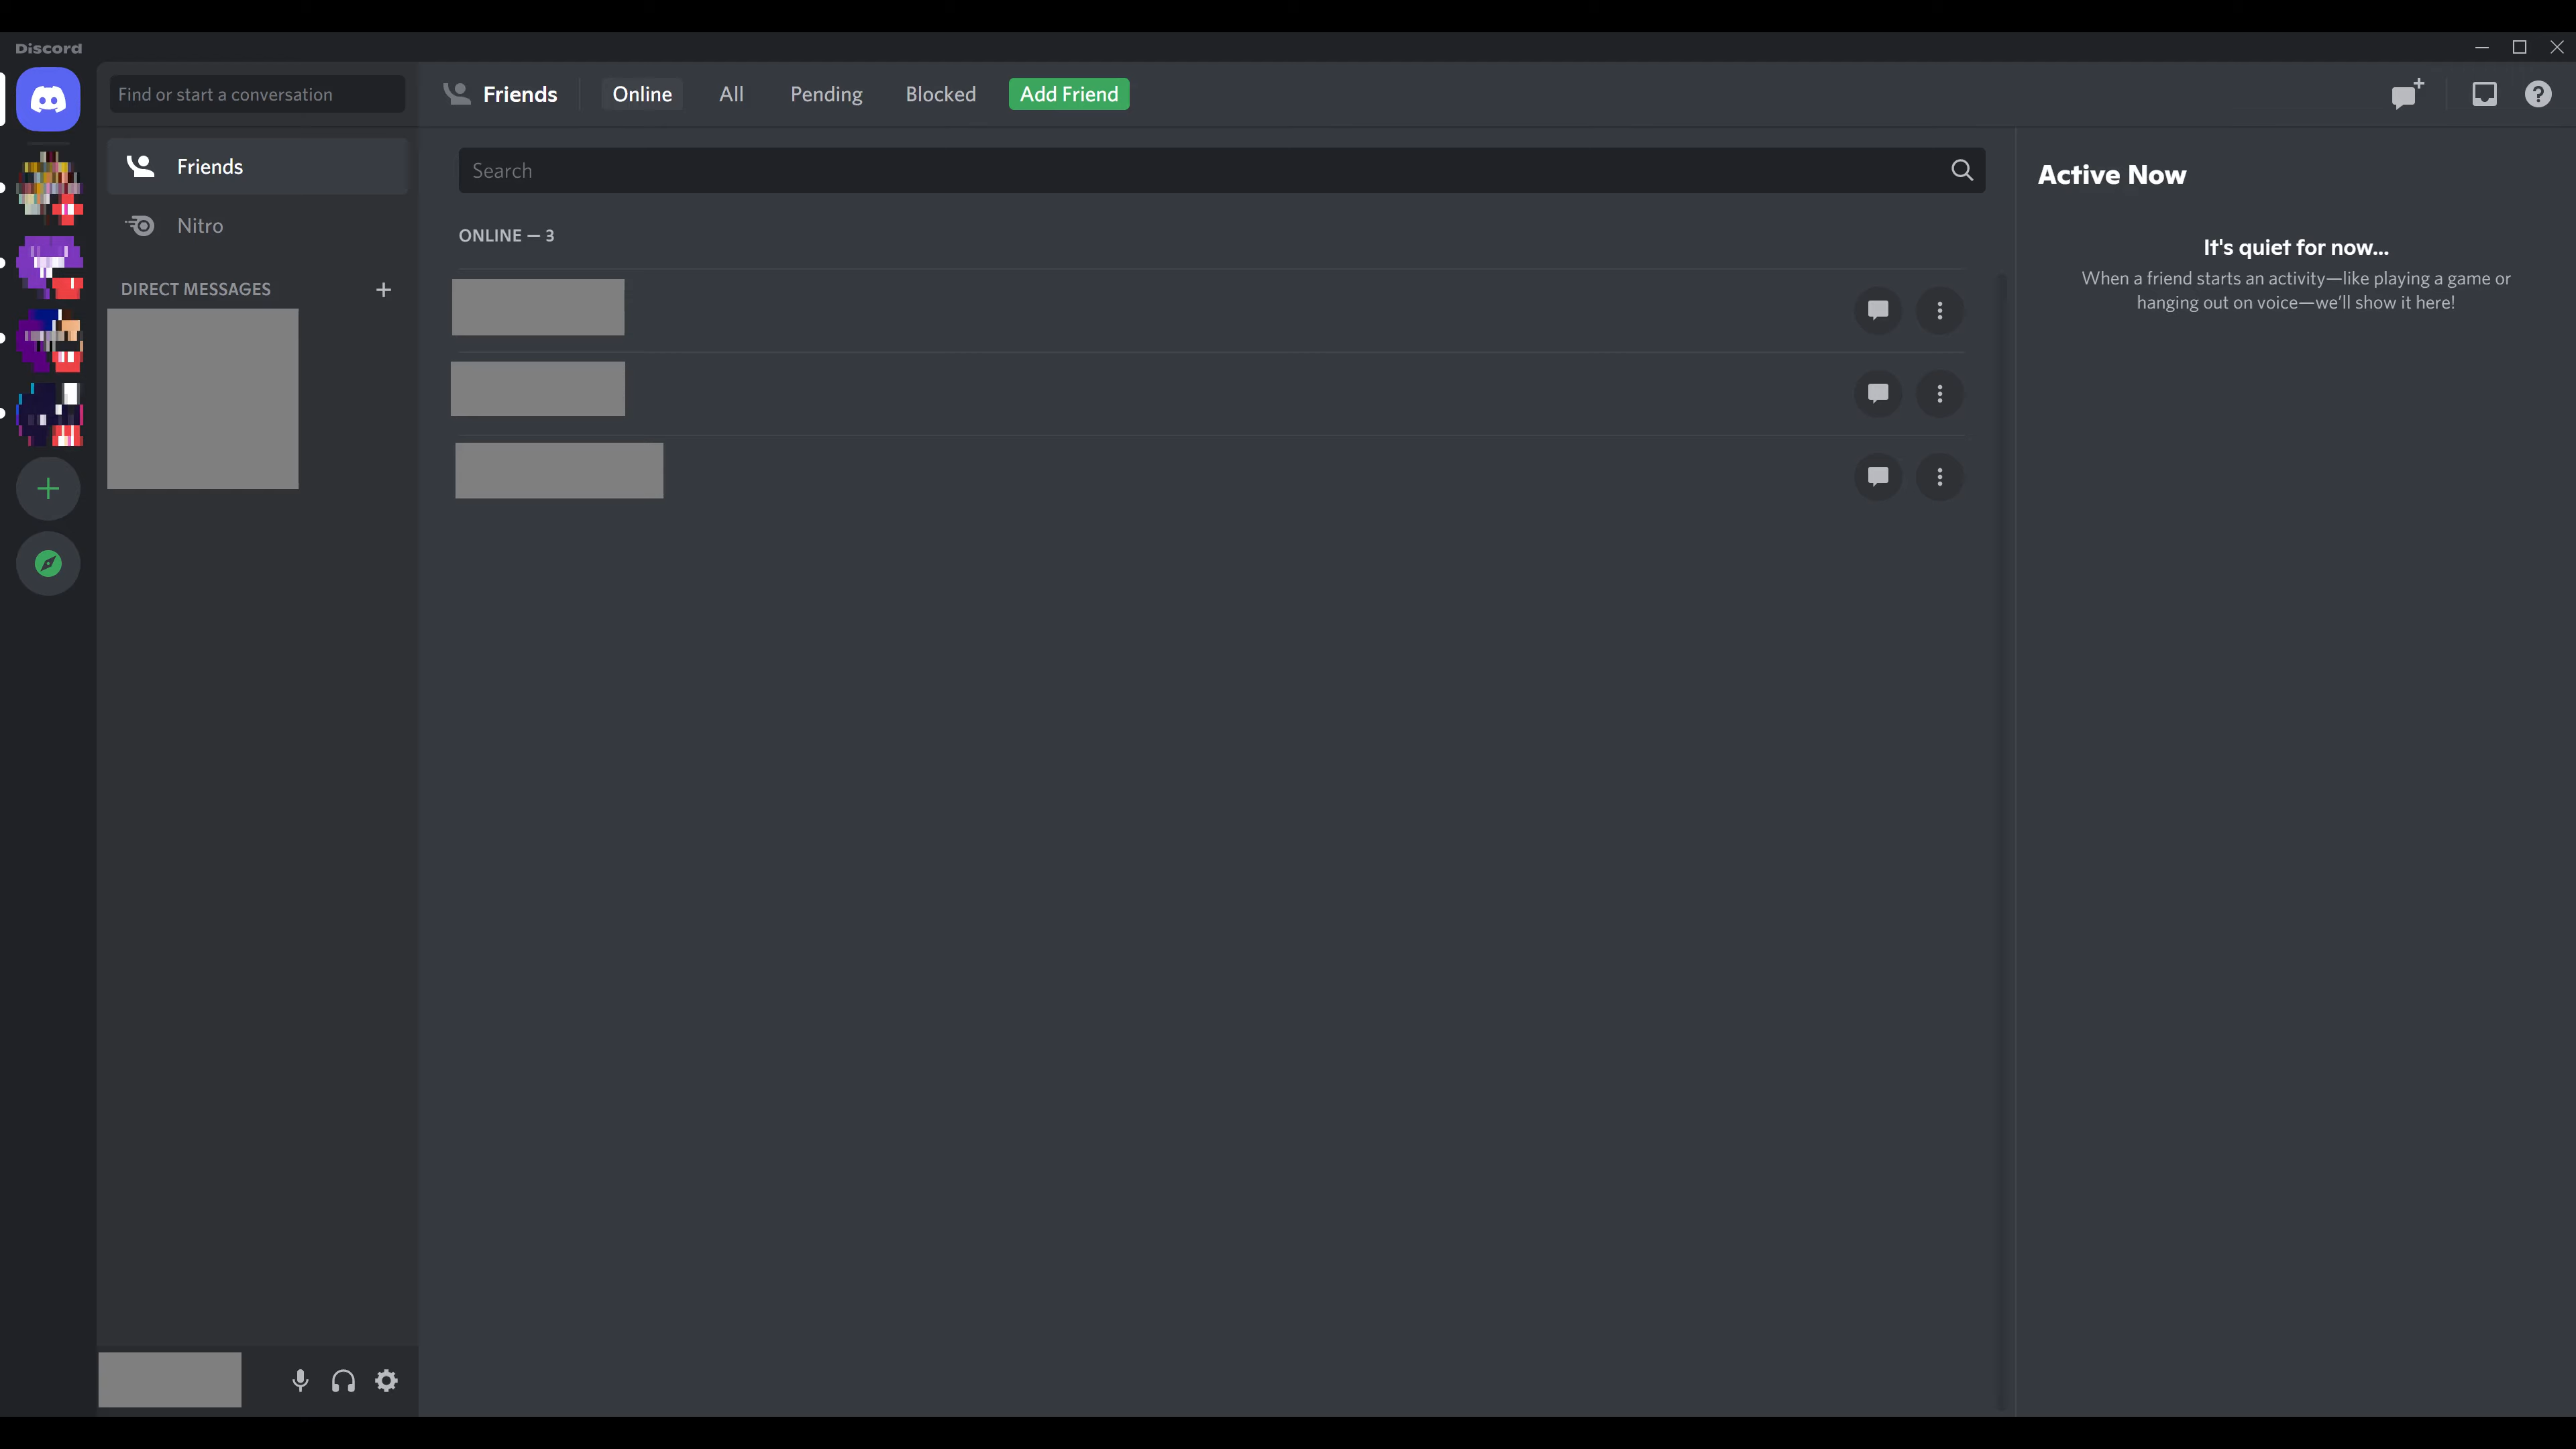 Discord
Find or start a conversation
Friends
Online
All
Pending
Blocked
Add Friend
Friends
Nitro
DIRECT MESSAGES
Search
ONLINE — 3
Active Now
It's quiet for now...
When a friend starts an activity—like playing a game or
hanging out on voice—we'll show it here!